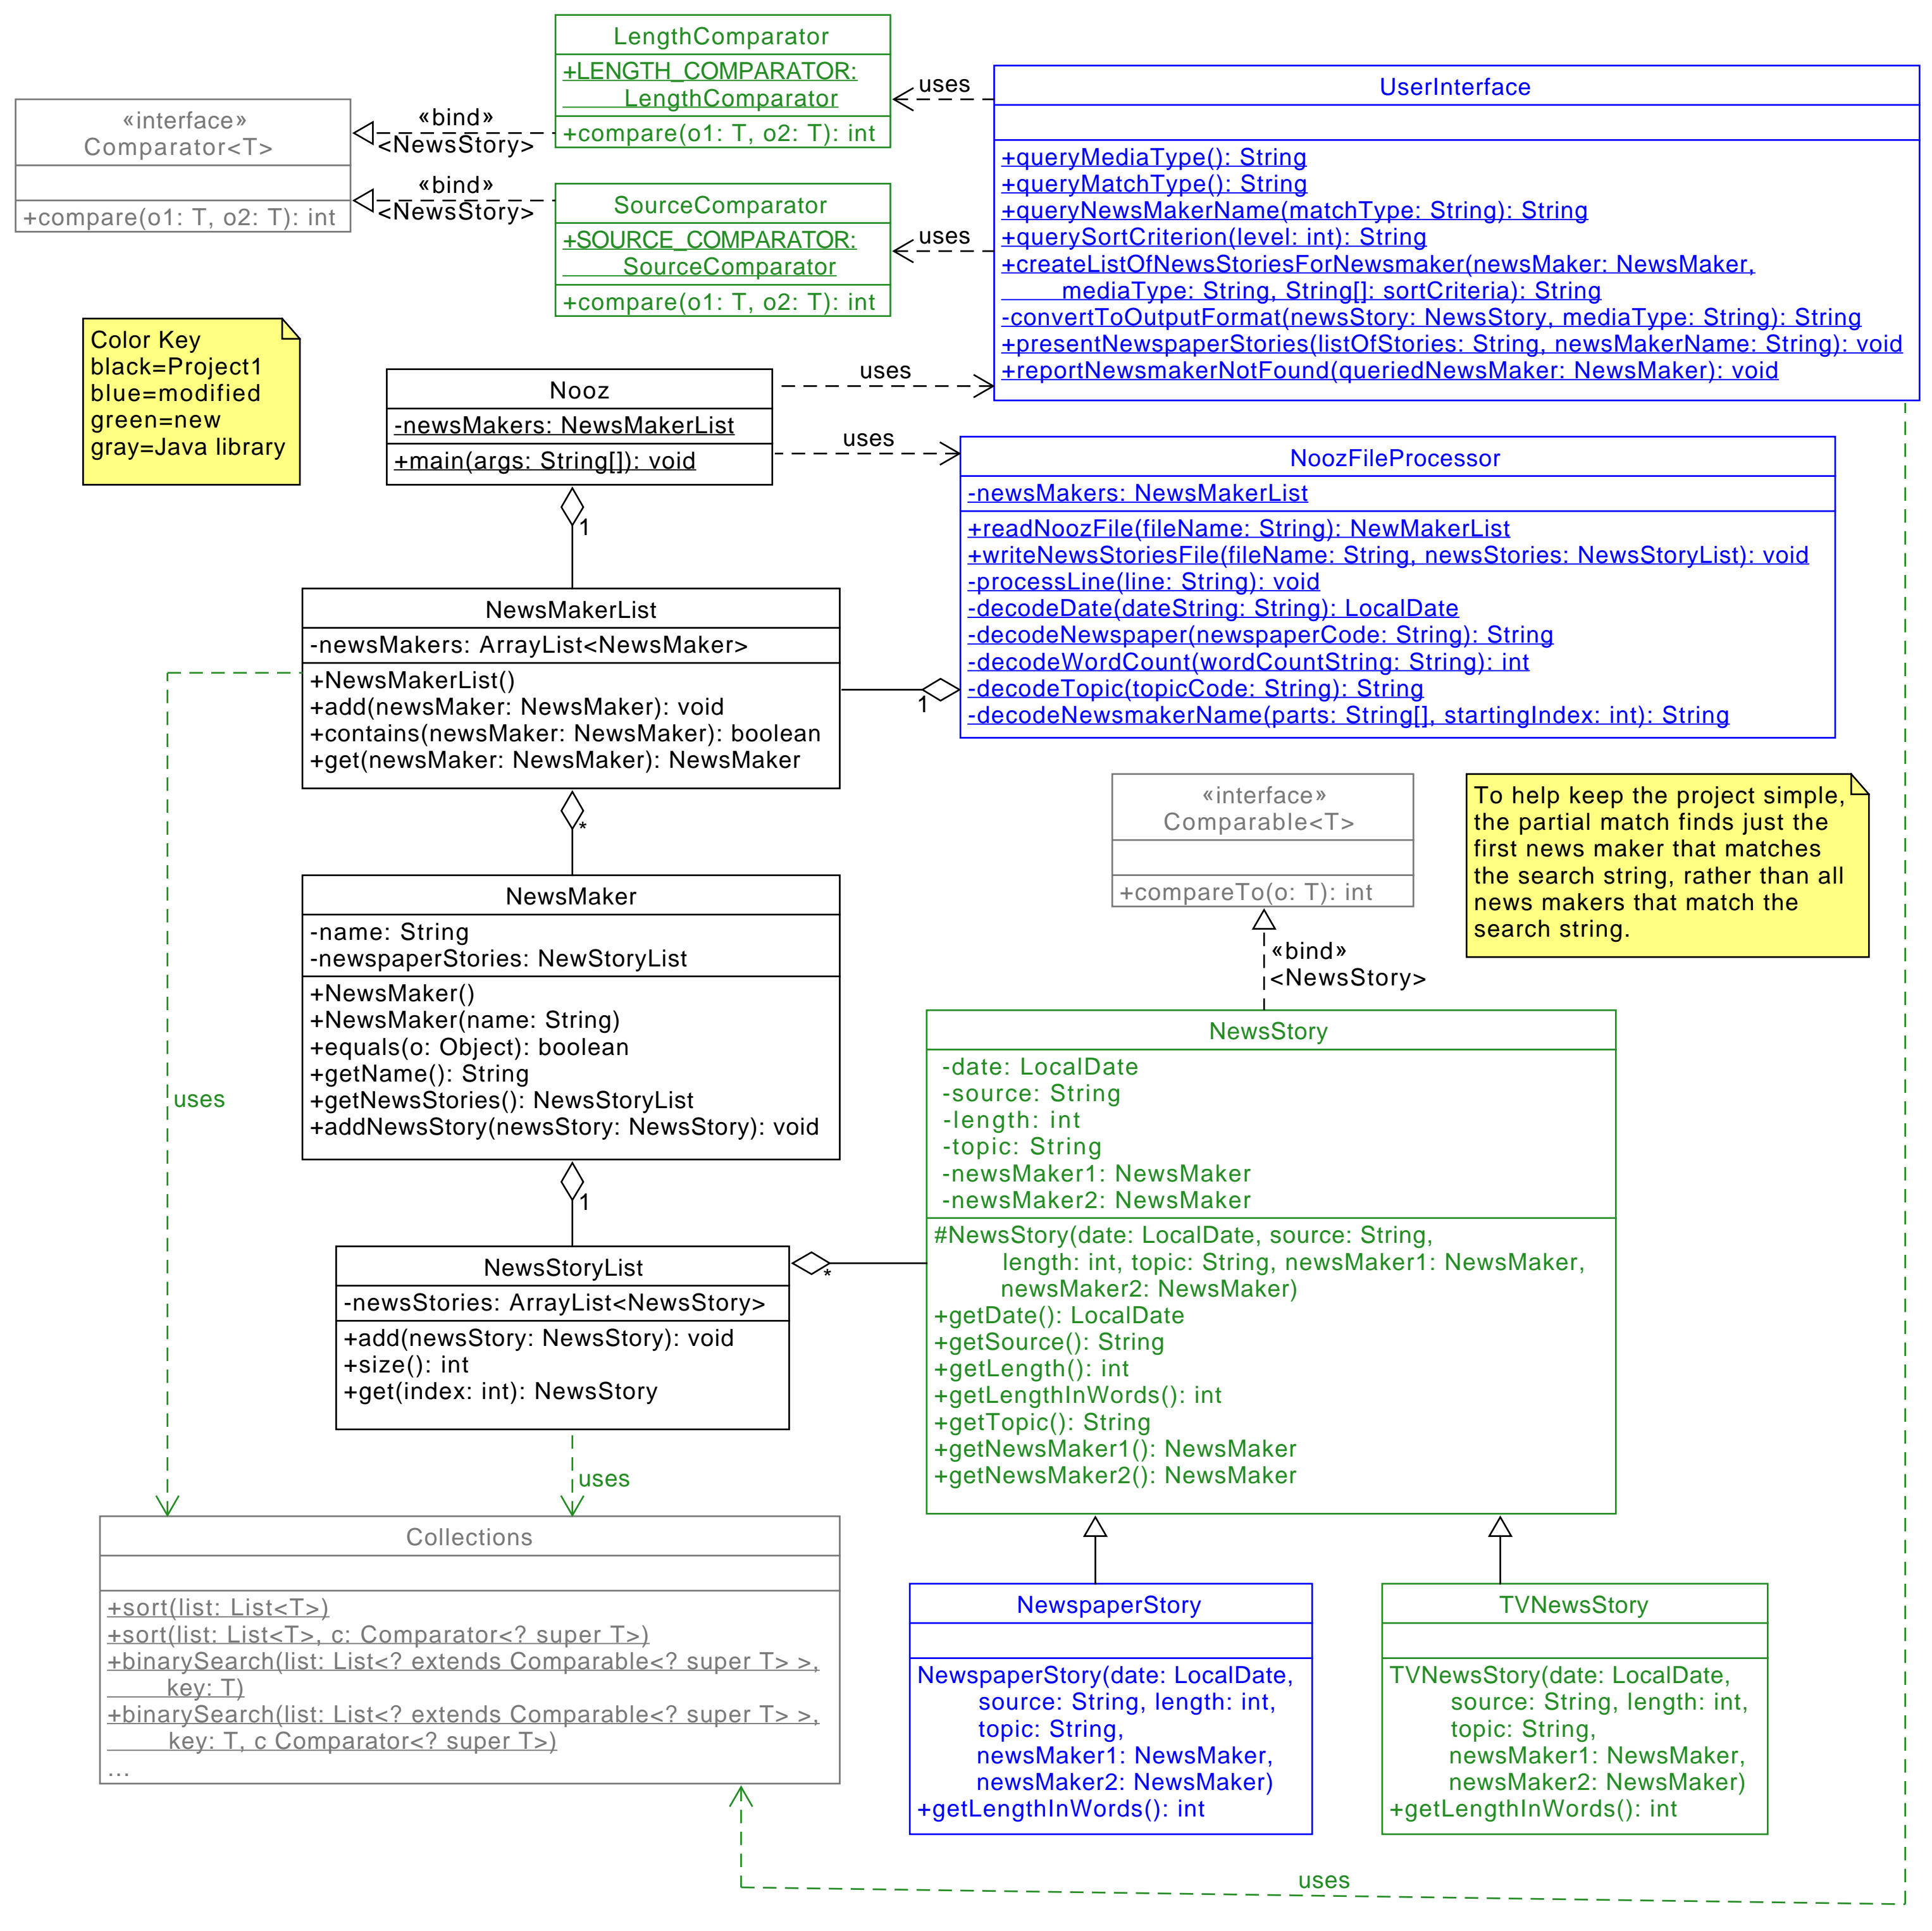 LengthComparator
+LENGTH_COMPARATOR:
LengthComparator
+compare(o1: T, o2: T): int
uses
UserInterface
+queryMediaType(): String
+queryMatchType(): String
+queryNewsMakerName(matchType: String): String
+querySortCriterion(level: int): String
+createListOfNewsStoriesForNewsmaker(newsMaker: NewsMaker,
mediaType: String, String[]: sortCriteria): String
-convertToOutputFormat(newsStory: NewsStory, mediaType: String): String
+presentNewspaperStories(listOfStories: String, newsMakerName: String): void
+reportNewsmakerNotFound(queriedNewsMaker: NewsMaker): void
«interface»
Comparator<T>
+compare(o1: T, o2: T): int
«bind»
<NewsStory>
«bind»
<NewsStory>
SourceComparator
+SOURCE_COMPARATOR:
SourceComparator
+compare(o1: T, o2: T): int
uses
Color Key
black=Project1
blue=modified
green=new
gray=Java library
Nooz
-newsMakers: NewsMakerList
+main(args: String[]): void
uses
uses
NoozFileProcessor
-newsMakers: NewsMakerList
+readNoozFile(fileName: String): NewMakerList
+writeNewsStoriesFile(fileName: String, newsStories: NewsStoryList): void
-processLine(line: String): void
-decodeDate(dateString: String): LocalDate
-decodeNewspaper(newspaperCode: String): String
-decodeWordCount(wordCountString: String): int
-decodeTopic(topicCode: String): String
-decodeNewsmakerName(parts: String[], startingIndex: int): String
1
NewsMakerList
-newsMakers: ArrayList<NewsMaker>
+NewsMakerList()
+add(newsMaker: NewsMaker): void
+contains(newsMaker: NewsMaker): boolean
+get(newsMaker: NewsMaker): NewsMaker
1
*
«interface»
Comparable<T>
+compareTo(o: T): int
To help keep the project simple,
the partial match finds just the
first news maker that matches
the search string, rather than all
news makers that match the
search string.
NewsMaker
-name: String
-newspaperStories: NewStoryList
+NewsMaker()
+NewsMaker(name: String)
+equals(o: Object): boolean
+getName(): String
+getNewsStories(): NewsStoryList
+addNewsStory(newsStory: NewsStory): void
uses
«bind»
<NewsStory>
NewsStory
-date: LocalDate
-source: String
-length: int
-topic: String
-newsMaker1: NewsMaker
-newsMaker2: NewsMaker
#NewsStory(date: LocalDate, source: String,
length: int, topic: String, newsMaker1: NewsMaker,
newsMaker2: NewsMaker)
+getDate(): LocalDate
+getSource(): String
+getLength(): int
+getLengthInWords(): int
+getTopic(): String
+getNewsMaker1(): NewsMaker
+getNewsMaker2(): NewsMaker
1
NewsStoryList
-newsStories: ArrayList<NewsStory>
+add(newsStory: NewsStory): void
+size(): int
+get(index: int): NewsStory
*
uses
Collections
+sort(list: List<T>)
+sort(list: List<T>, c: Comparator<? super T>)
+binarySearch(list: List<? extends Comparable<? super T> >,
key: T)
+binarySearch(list: List<? extends Comparable<? super T> >,
key: T, c Comparator<? super T>)
...
NewspaperStory
NewspaperStory(date: LocalDate,
source: String, length: int,
topic: String,
newsMaker1: NewsMaker,
newsMaker2: NewsMaker)
+getLengthInWords(): int
TVNewsStory
TVNewsStory(date: LocalDate,
source: String, length: int,
topic: String,
newsMaker1: NewsMaker,
newsMaker2: NewsMaker)
+getLengthInWords(): int
uses